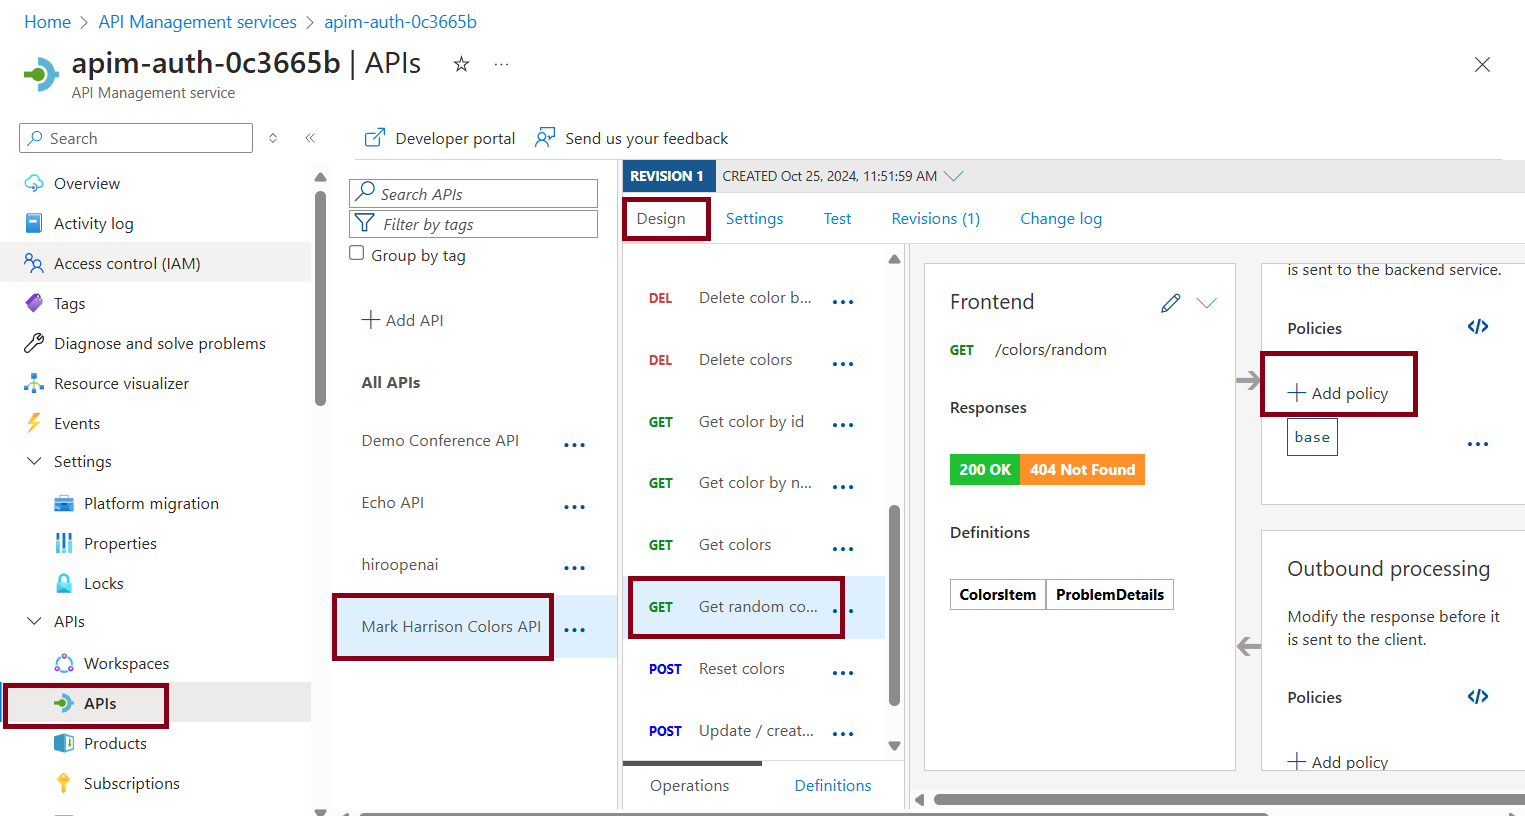 Home > API Management services > apim-auth-0c3665b
apim-auth-0c3665b | APIs
API Management service
Search
Overview
Activity log
Access control (IAM)
Tags
Diagnose and solve problems
Resource visualizer
Events
Settings
Platform migration
Properties
Locks
APIs
Workspaces
APIs
Products
Subscriptions
Developer portal
Send us your feedback
Search APIs
Filter by tags
Group by tag
+ Add API
All APIs
Demo Conference API ...
Echo API ...
hiroopenai ...
Mark Harrison Colors API ...
REVISION 1 CREATED Oct 25, 2024, 11:51:59 AM
Design Settings Test Revisions (1) Change log
DEL Delete color b... ...
DEL Delete colors ...
GET Get color by id ...
GET Get color by n... ...
GET Get colors ...
GET Get random co... ...
POST Reset colors ...
POST Update / creat... ...
Operations Definitions
Frontend
GET /colors/random
Responses
200 OK 404 Not Found
Definitions
ColorsItem ProblemDetails
is sent to the backend service.
Policies </>
+ Add policy
base ...
Outbound processing
Modify the response before it
is sent to the client.
Policies </>
+ Add policy